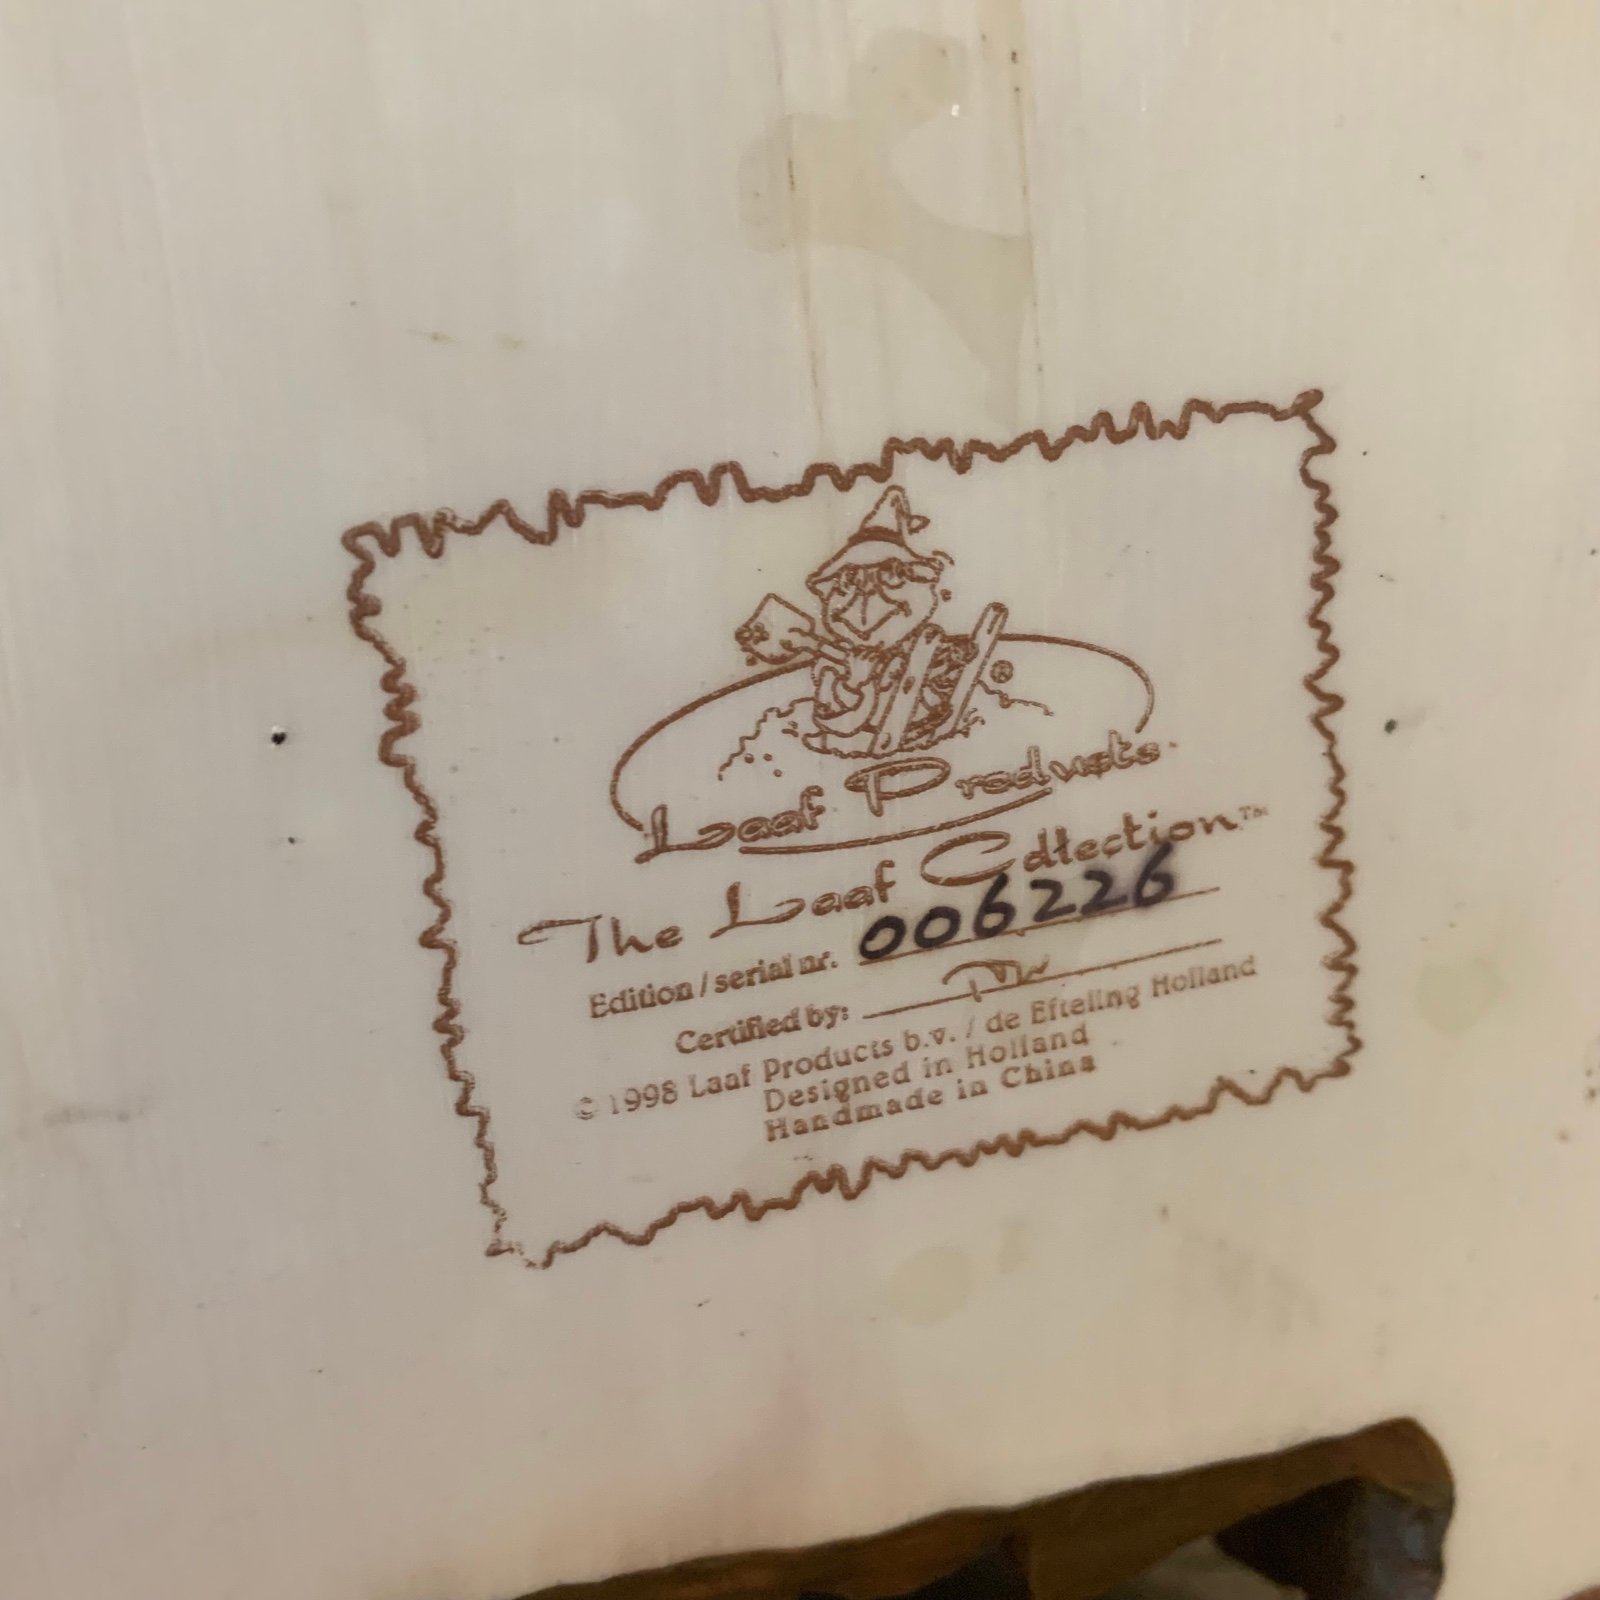 ®
Laaf Products
The Laaf Collection™
Edition / serial nr. 006226
Certified by:
© 1998 Laaf Products b.v. / de Efteling Holland
Designed in Holland
Handmade in China